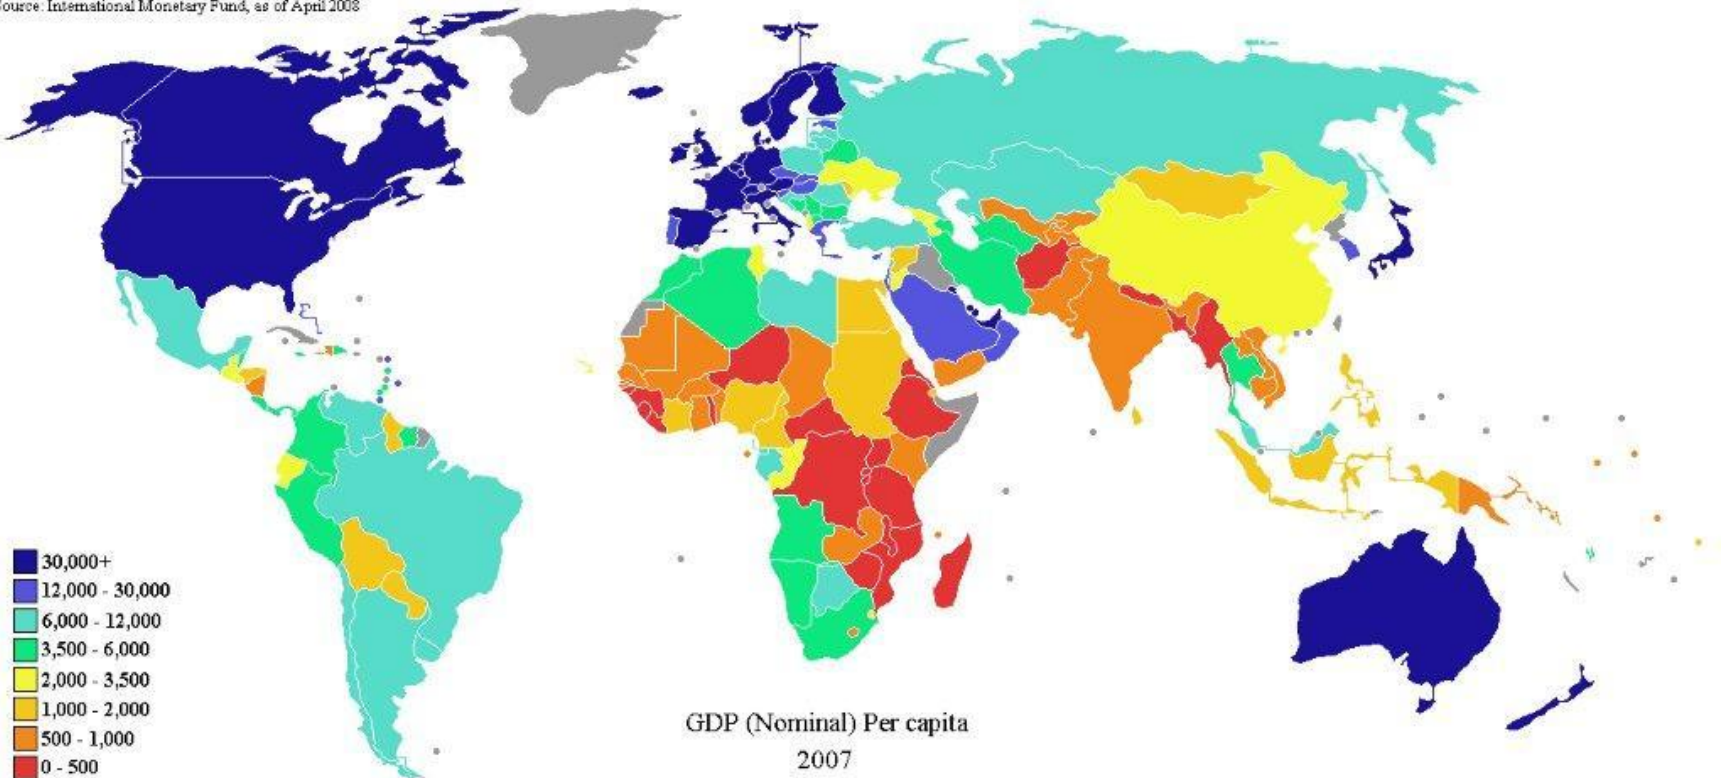 Source: International Monetary Fund, as of April 2008
30,000+
12,000 - 30,000
6,000 - 12,000
3,500 - 6,000
2,000 - 3,500
1,000 - 2,000
500 - 1,000
0 - 500
GDP (Nominal) Per capita
2007